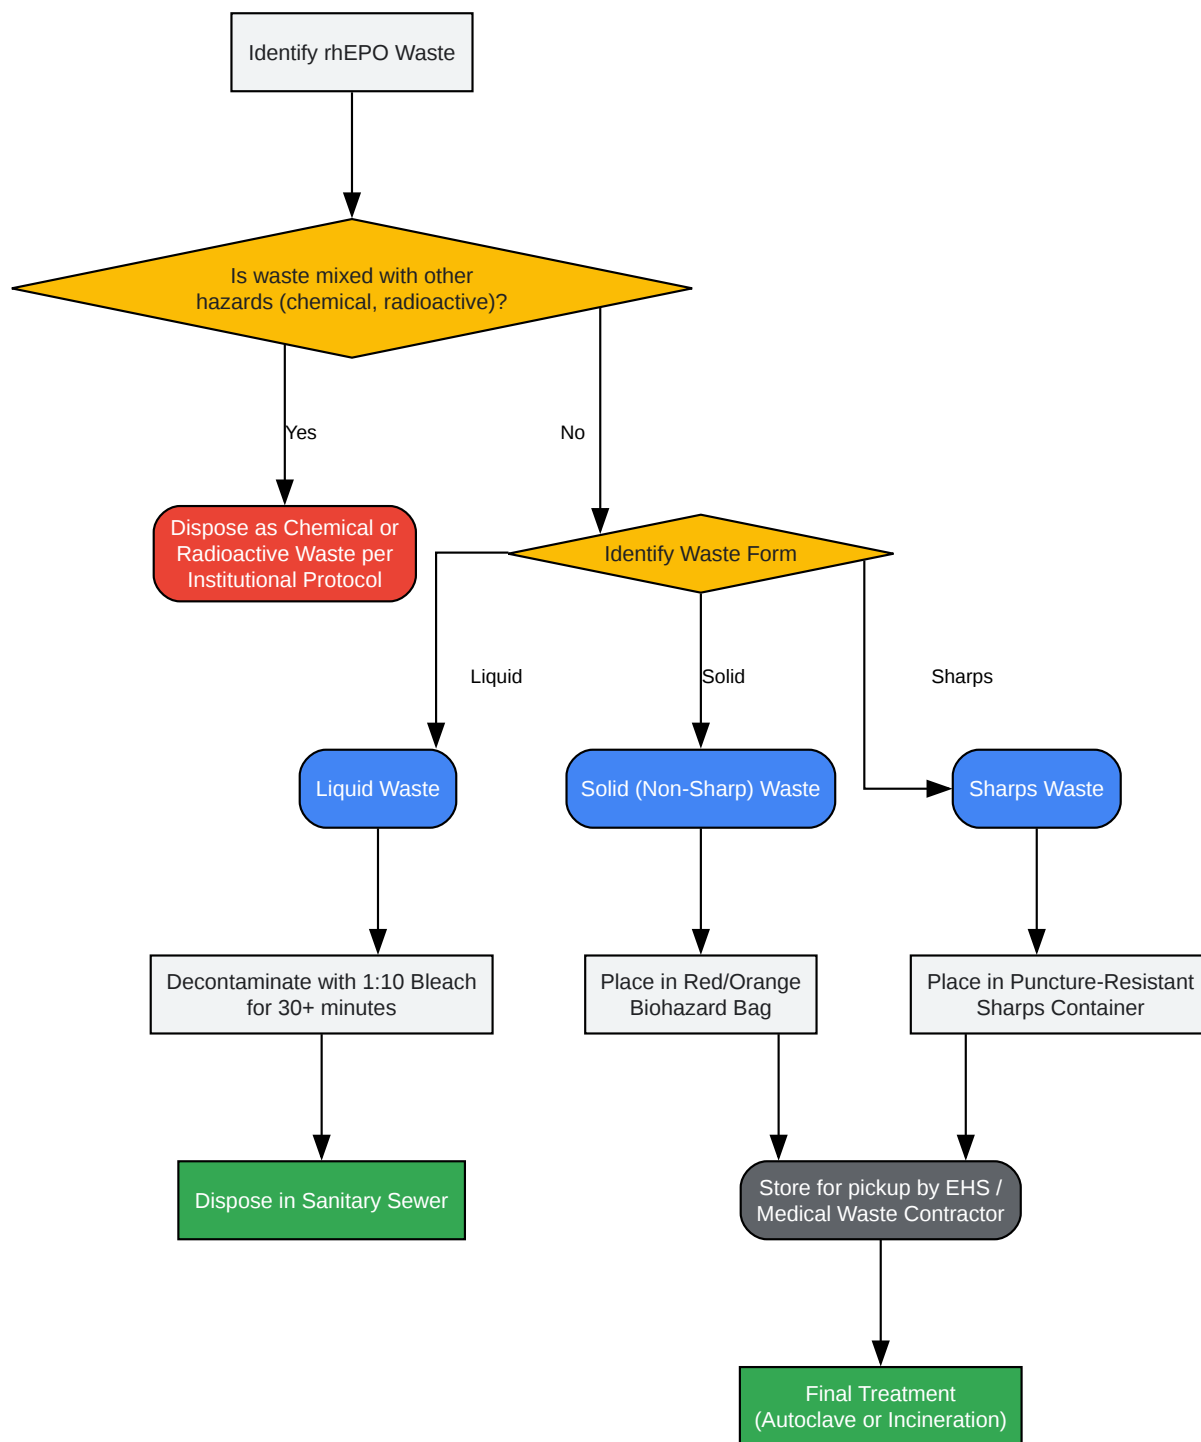 Identify rhEPO Waste
Is waste mixed with other
hazards (chemical, radioactive)?
Yes
No
Dispose as Chemical or
Radioactive Waste per
Institutional Protocol
Identify Waste Form
Liquid
Solid
Sharps
Liquid Waste
Solid (Non-Sharp) Waste
Sharps Waste
Decontaminate with 1:10 Bleach
for 30+ minutes
Place in Red/Orange
Biohazard Bag
Place in Puncture-Resistant
Sharps Container
Dispose in Sanitary Sewer
Store for pickup by EHS /
Medical Waste Contractor
Final Treatment
(Autoclave or Incineration)